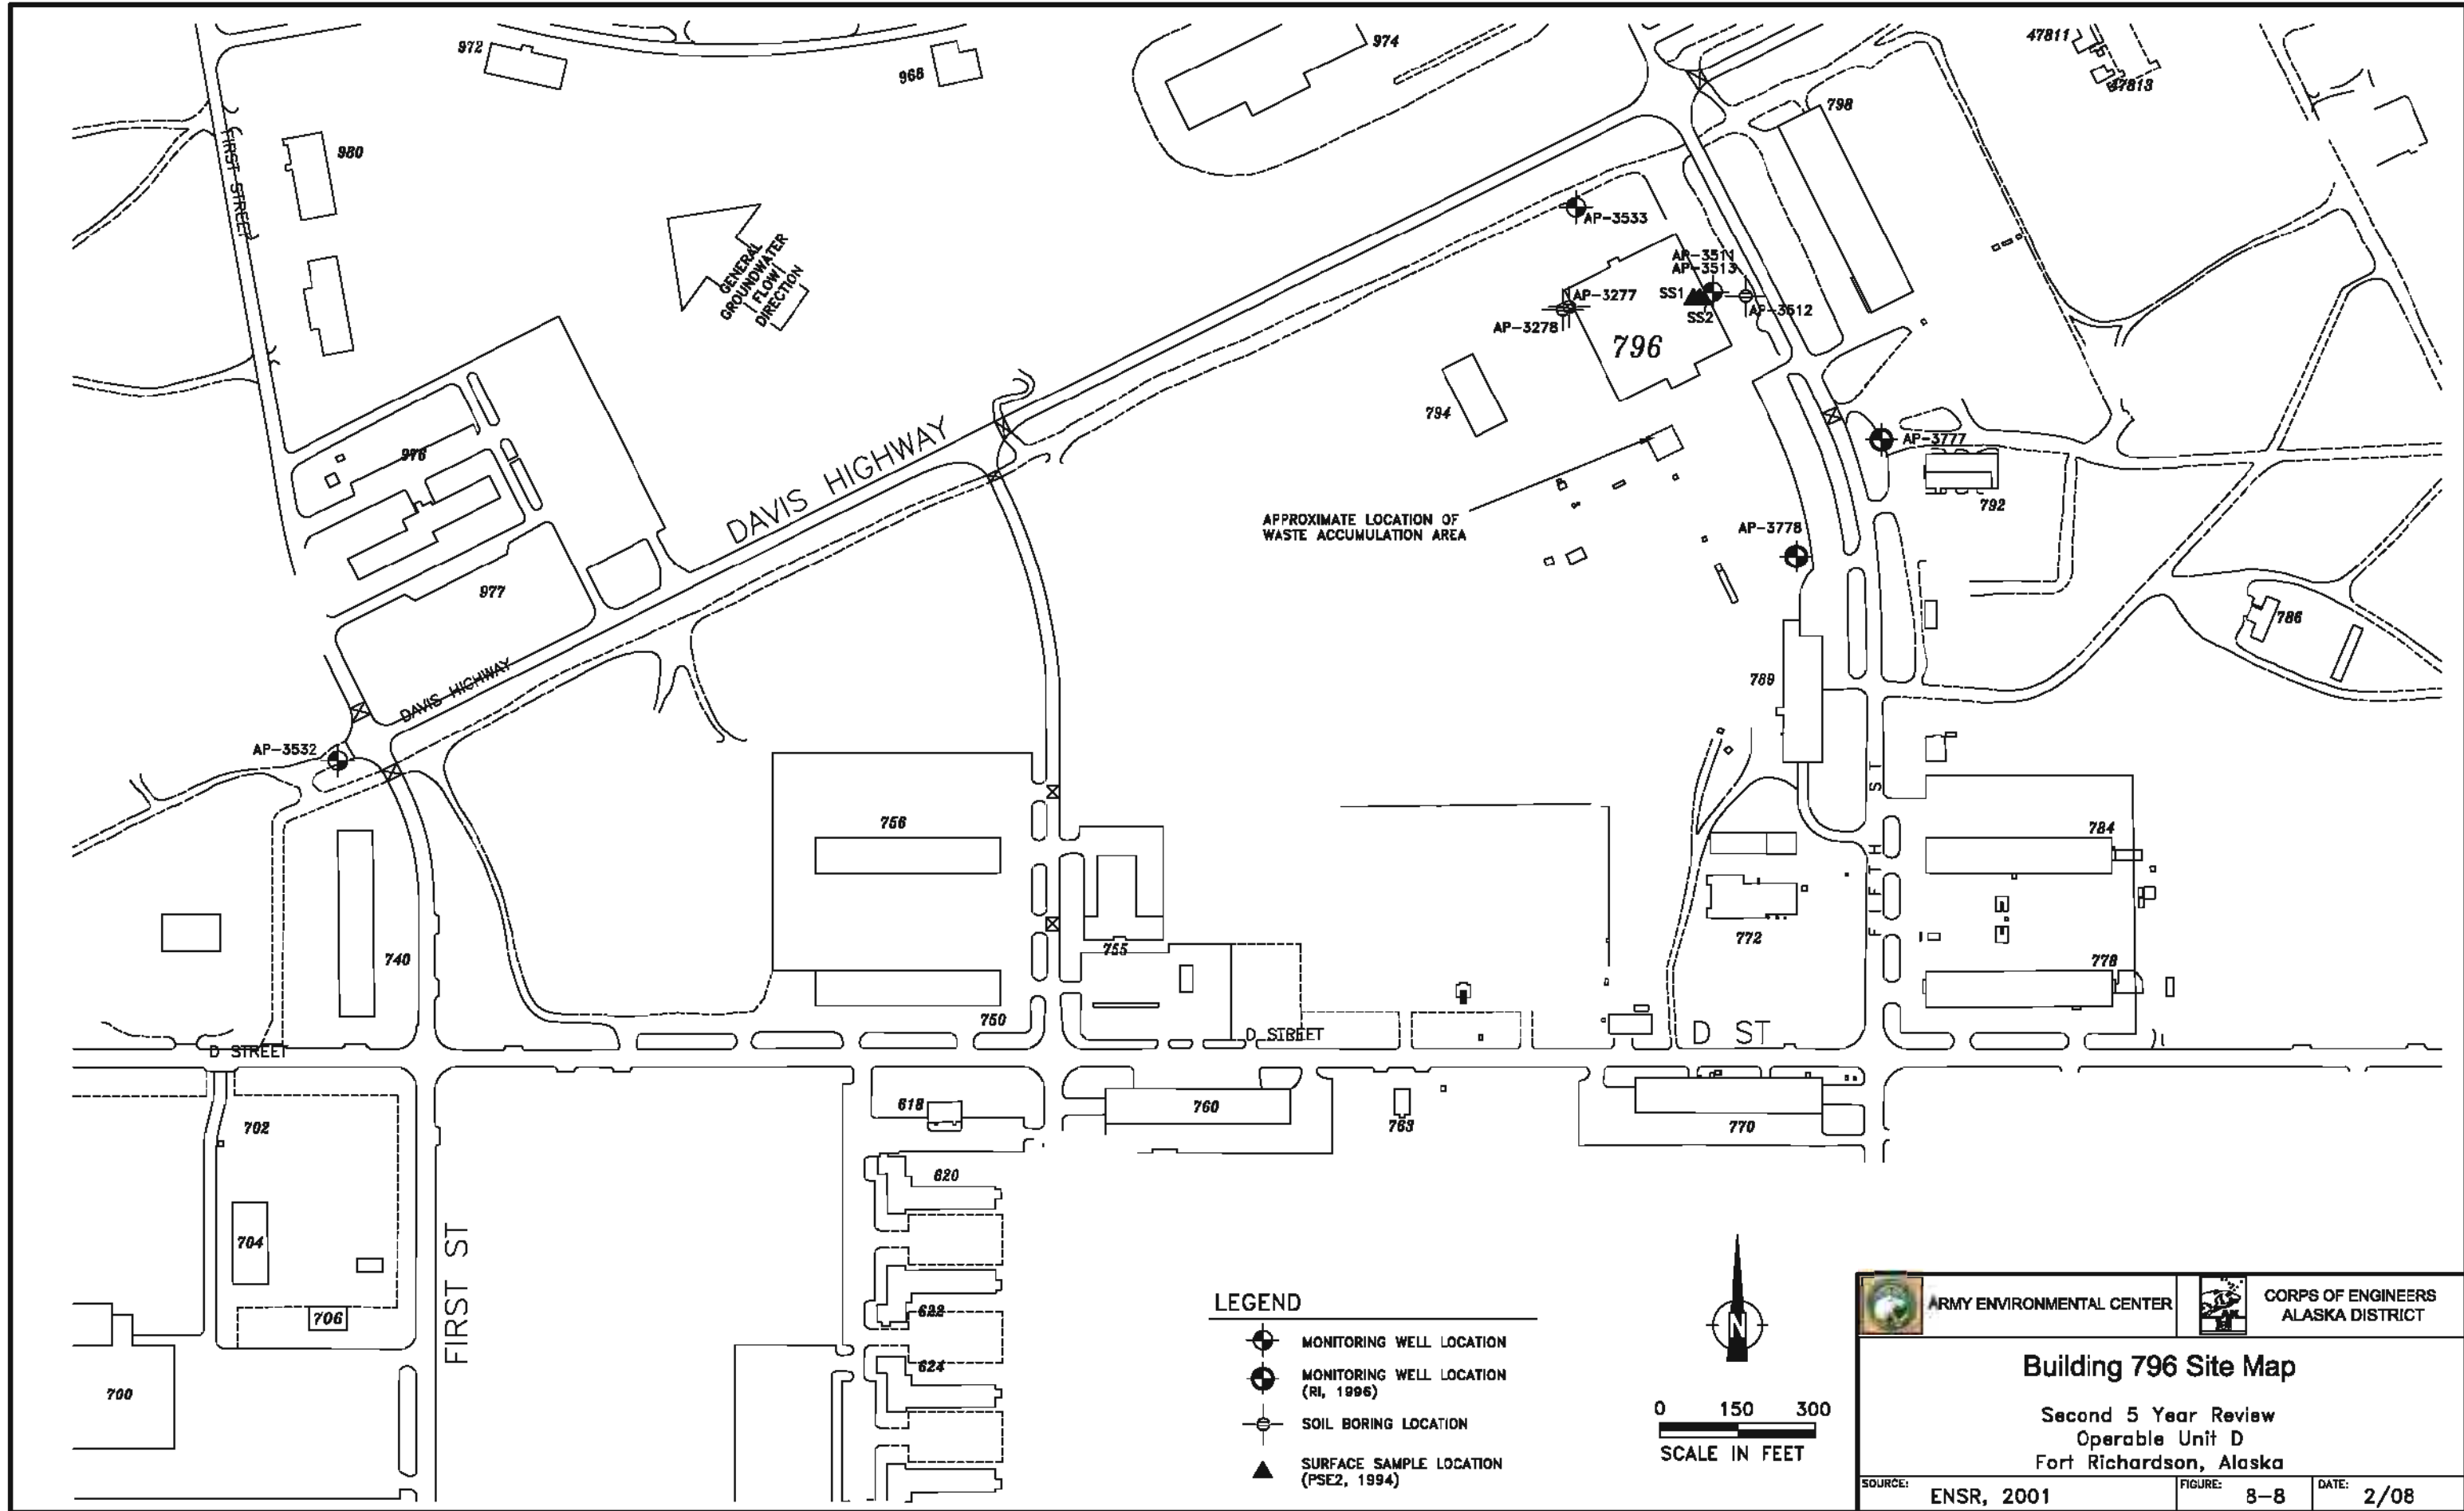 972
968
974
47811
47813
980
FIRST STREET
798
AP-3533
GENERAL
GROUNDWATER
FLOW
DIRECTION
AP-3511
AP-3513
AP-3277
SS1
SS2
AP-3512
AP-3278
796
794
976
DAVIS HIGHWAY
AP-3777
792
APPROXIMATE LOCATION OF
WASTE ACCUMULATION AREA
AP-3778
977
786
DAVIS HIGHWAY
789
AP-3532
756
FIFTH ST
784
740
755
772
778
750
D STREET
D STREET
D ST
702
618
760
763
770
620
704
706
622
624
700
FIRST ST
LEGEND
MONITORING WELL LOCATION
MONITORING WELL LOCATION
(RI, 1996)
SOIL BORING LOCATION
SURFACE SAMPLE LOCATION
(PSE2, 1994)
N
0 150 300
SCALE IN FEET
ARMY ENVIRONMENTAL CENTER
CORPS OF ENGINEERS
ALASKA DISTRICT
Building 796 Site Map
Second 5 Year Review
Operable Unit D
Fort Richardson, Alaska
SOURCE: ENSR, 2001
FIGURE: 8-8
DATE: 2/08